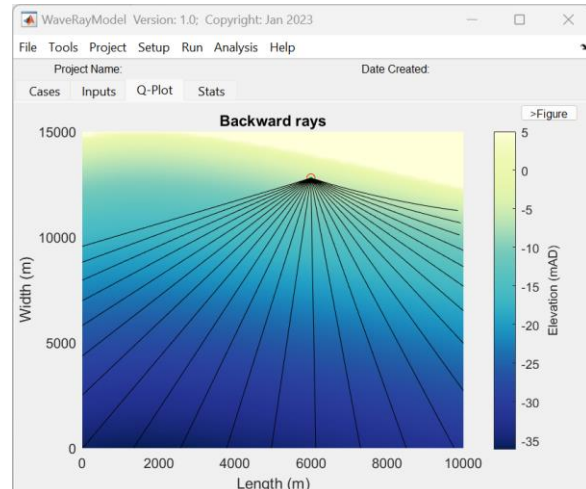 WaveRayModel Version: 1.0; Copyright: Jan 2023
File Tools Project Setup Run Analysis Help
Project Name: Date Created:
Cases Inputs Q-Plot Stats
>Figure
Backward rays
15000
10000
5000
0
Width (m)
0 2000 4000 6000 8000 10000
Length (m)
5
0
-5
-10
-15
-20
-25
-30
-35
Elevation (mAD)